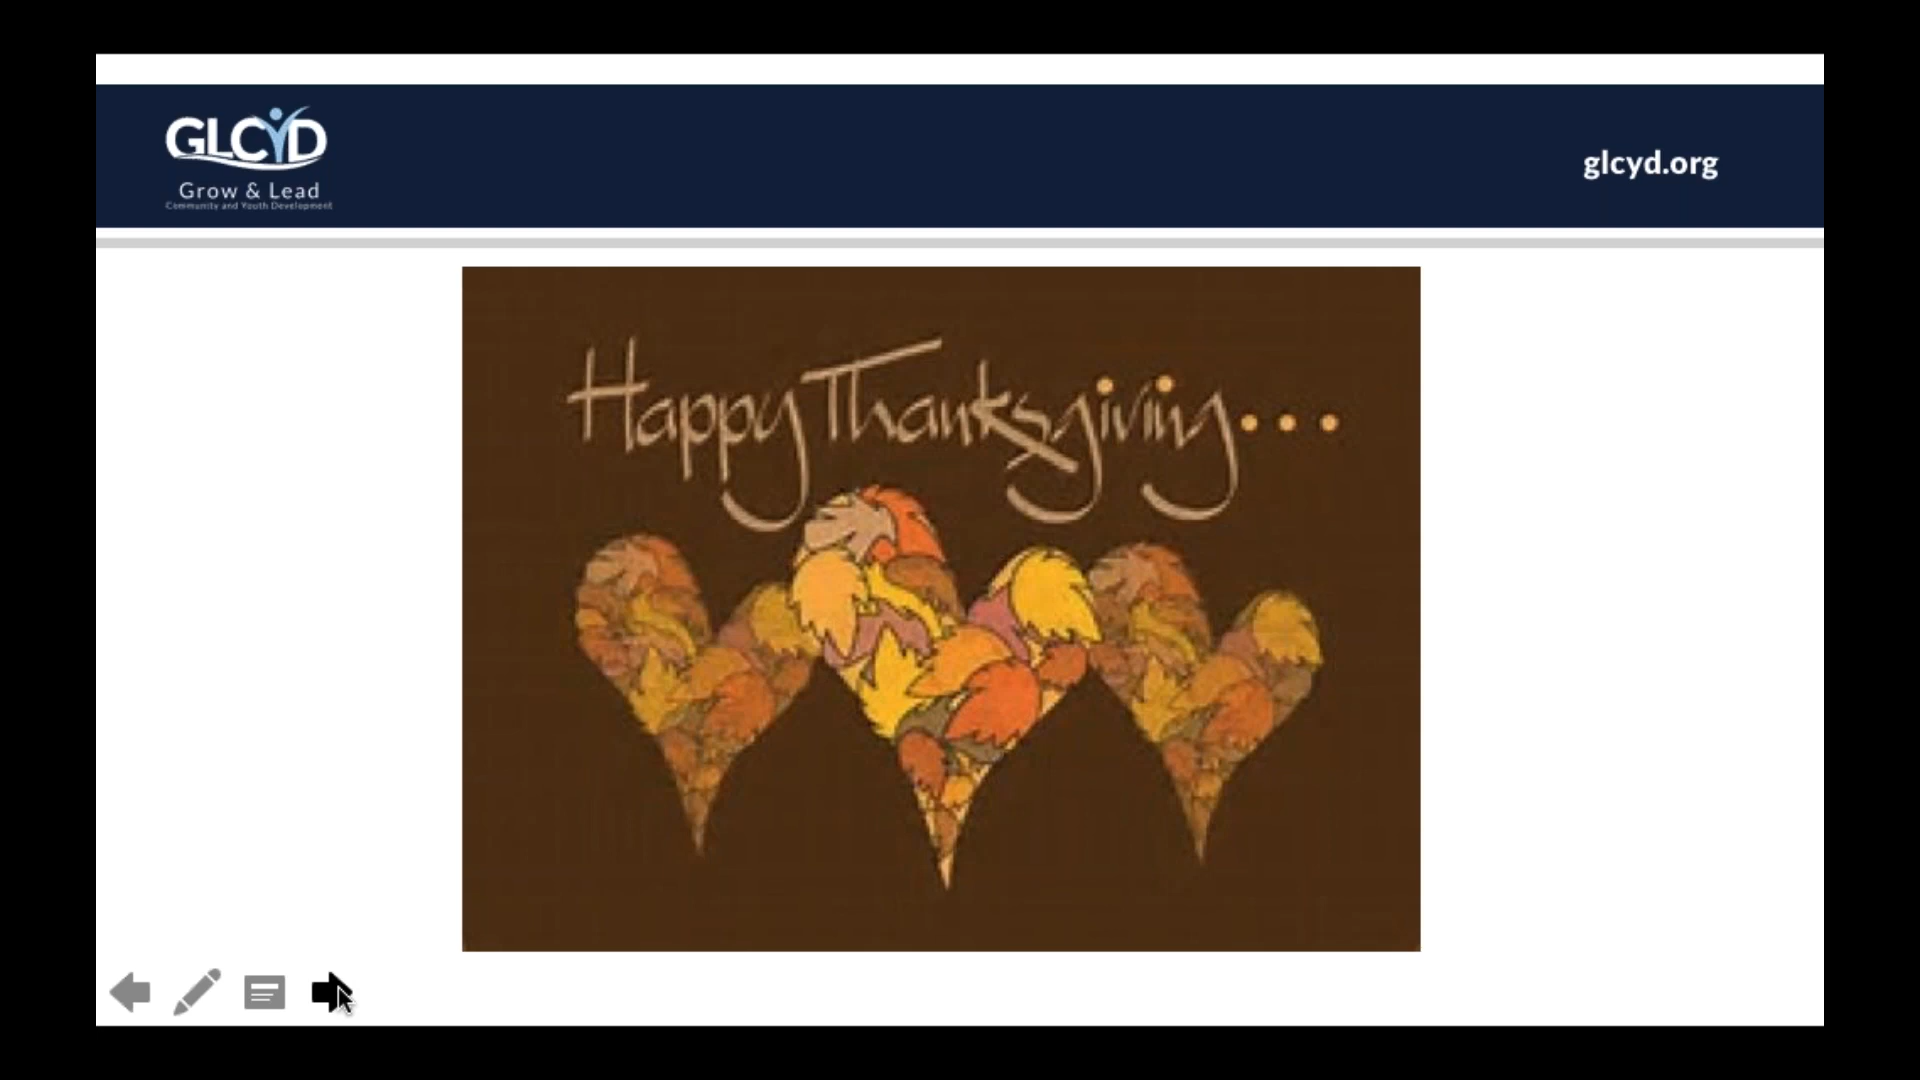 GLCYD
Grow & Lead
Community and Youth Development
glcyd.org
Happy Thanksgiving...